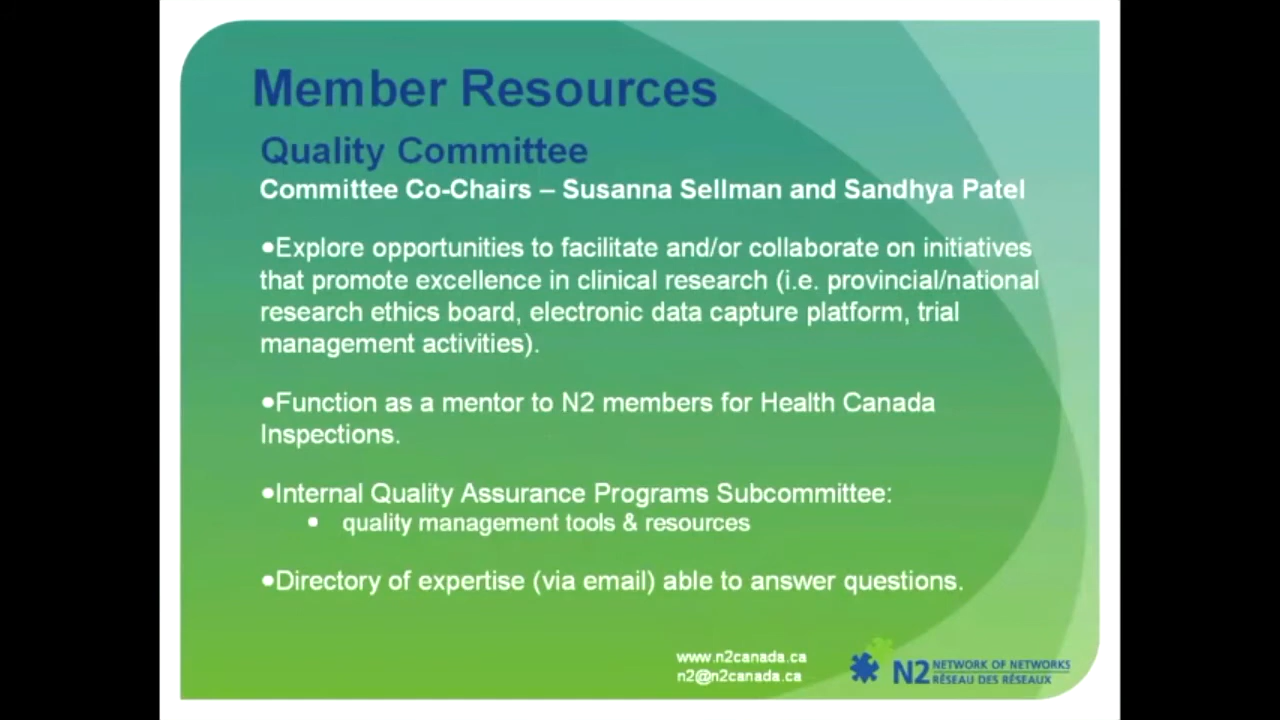 Member Resources
Quality Committee
Committee Co-Chairs – Susanna Sellman and Sandhya Patel
•Explore opportunities to facilitate and/or collaborate on initiatives
that promote excellence in clinical research (i.e. provincial/national
research ethics board, electronic data capture platform, trial
management activities).
•Function as a mentor to N2 members for Health Canada
Inspections.
•Internal Quality Assurance Programs Subcommittee:
• quality management tools & resources
•Directory of expertise (via email) able to answer questions.
www.n2canada.ca
n2@n2canada.ca
N2 NETWORK OF NETWORKS
RÉSEAU DES RÉSEAUX